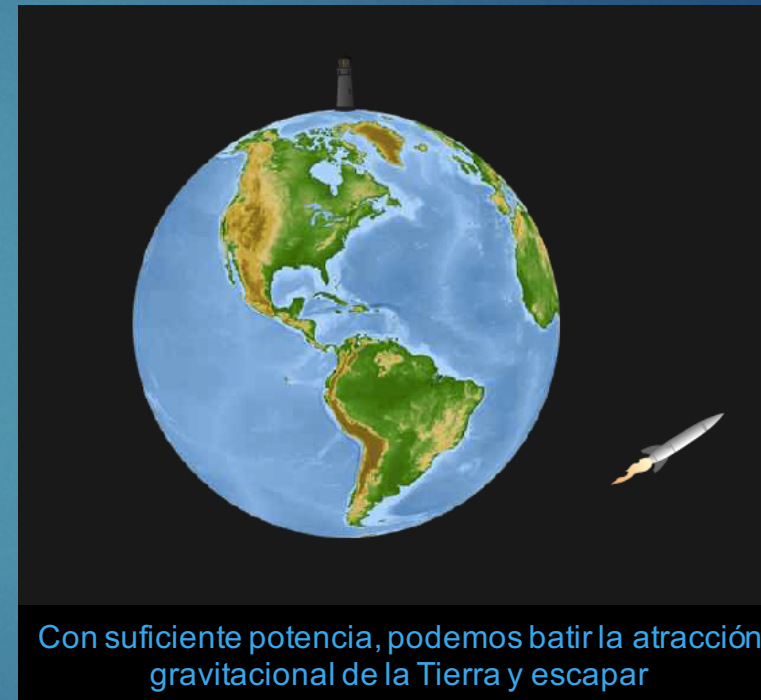 Con suficiente potencia, podemos batir la atracción
gravitacional de la Tierra y escapar